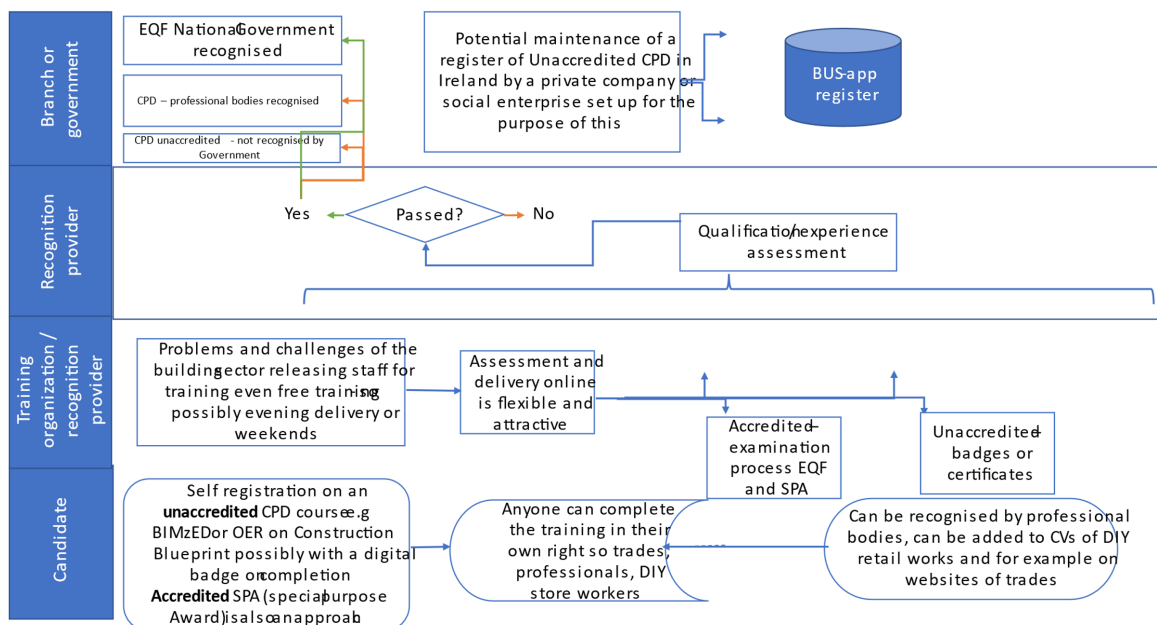 Branch or
government
EQF National Government
recognised
CPD – professional bodies recognised
CPD unaccredited - not recognised by
Government
Potential maintenance of a
register of Unaccredited CPD in
Ireland by a private company or
social enterprise set up for the
purpose of this
BUS-app
register
Recognition
provider
Yes
Passed?
No
Qualification/experience
assessment
Training
organization /
recognition
provider
Problems and challenges of the
building sector releasing staff for
training even free training - so
possibly evening delivery or
weekends
Assessment and
delivery online
is flexible and
attractive
Accredited –
examination
process EQF
and SPA
Unaccredited –
badges or
certificates
Candidate
Self registration on an
unaccredited CPD course e.g
BIMzED or OER on Construction
Blueprint possibly with a digital
badge on completion
Accredited SPA (special purpose
Award) is also an approach.
Anyone can complete
the training in their
own right so trades,
professionals, DIY
store workers
Can be recognised by professional
bodies, can be added to CVs of DIY
retail works and for example on
websites of trades